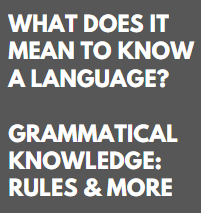 WHAT DOES IT
MEAN TO KNOW
A LANGUAGE?
GRAMMATICAL
KNOWLEDGE:
RULES & MORE